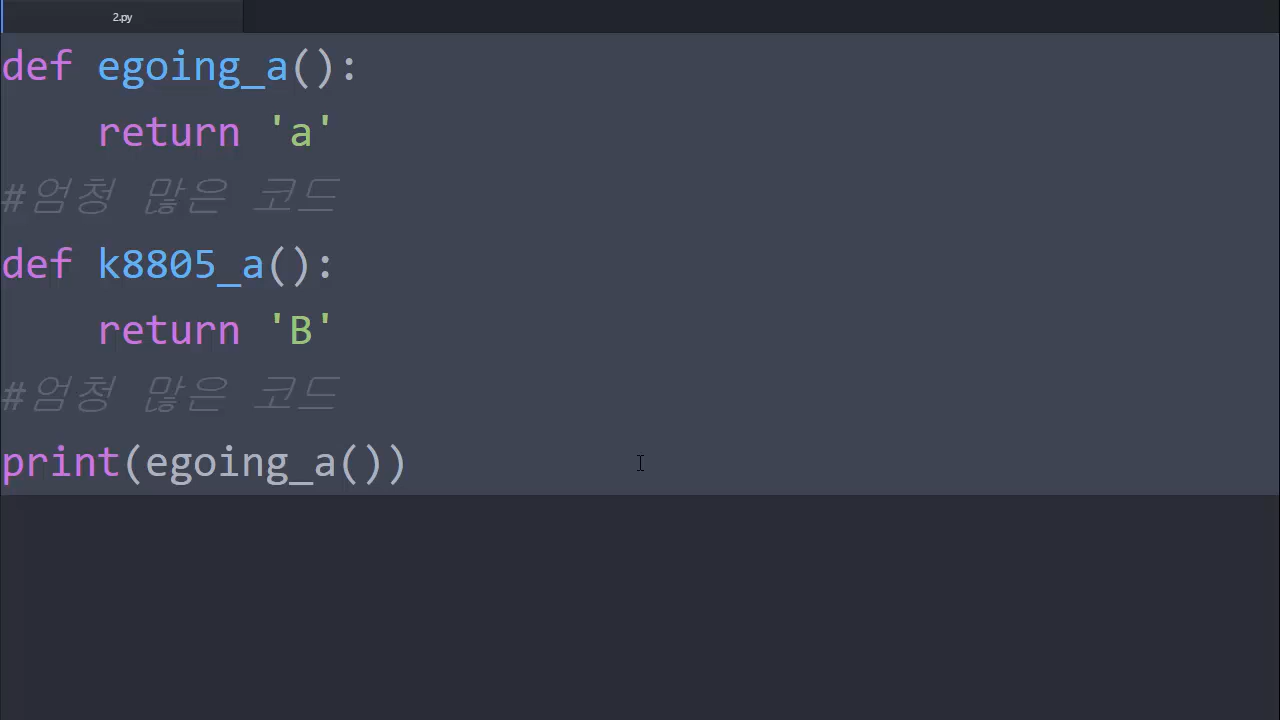 2.py
def egoing_a():
    return 'a'
#엄청 많은 코드
def k8805_a():
    return 'B'
#엄청 많은 코드
print(egoing_a())